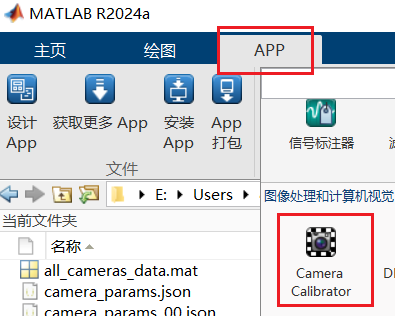 MATLAB R2024a
主页
绘图
APP
设计
App
获取更多 App
安装
App
App
打包
文件
信号标注器
E:
Users
图像处理和计算机视觉
当前文件夹
名称
all_cameras_data.mat
camera_params.json
camera_params_00.json
Camera
Calibrator